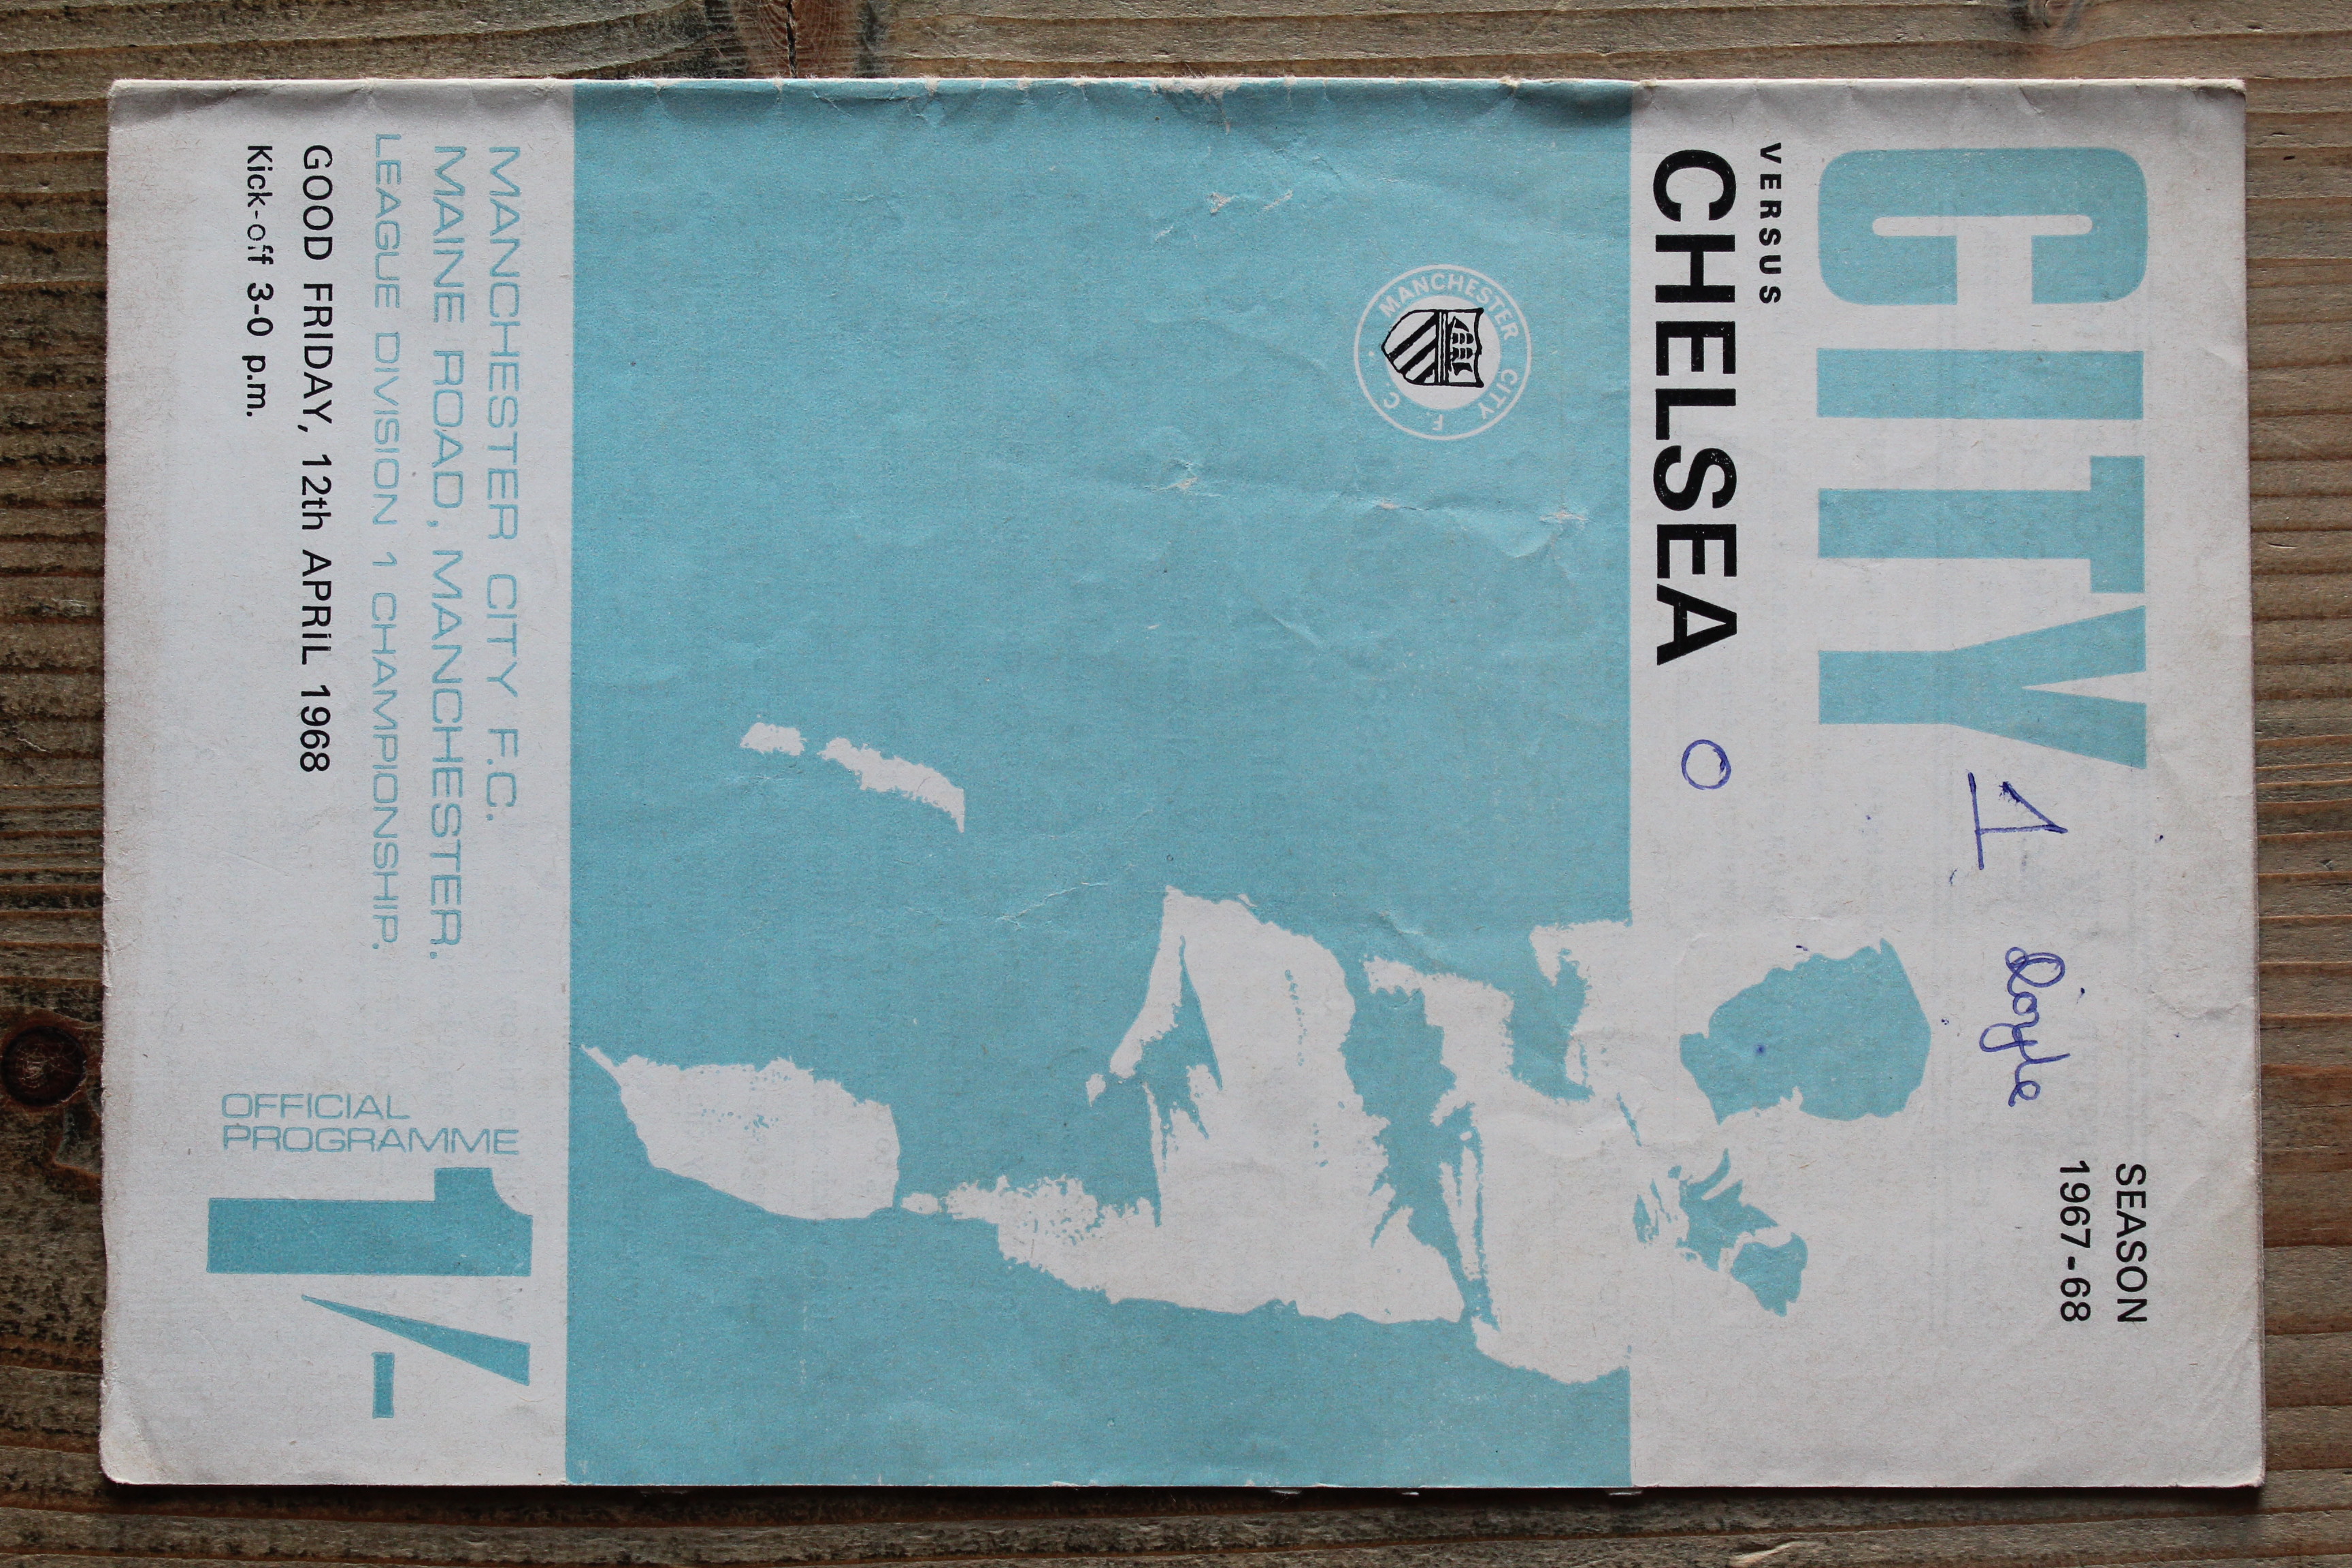 CITY 1 Doyle
SEASON
1967-68
VERSUS
CHELSEA 0
MANCHESTER CITY F. C.
MANCHESTER CITY F.C.
MAINE ROAD, MANCHESTER.
LEAGUE DIVISION 1 CHAMPIONSHIP.
GOOD FRIDAY, 12th APRIL 1968
Kick-off 3-0 p.m.
OFFICIAL
PROGRAMME
1/-